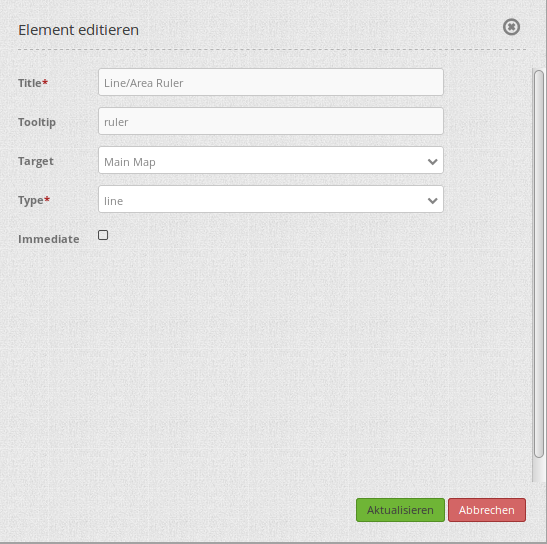 Element editieren
Title* Line/Area Ruler
Tooltip ruler
Target Main Map
Type* line
Immediate
Aktualisieren Abbrechen